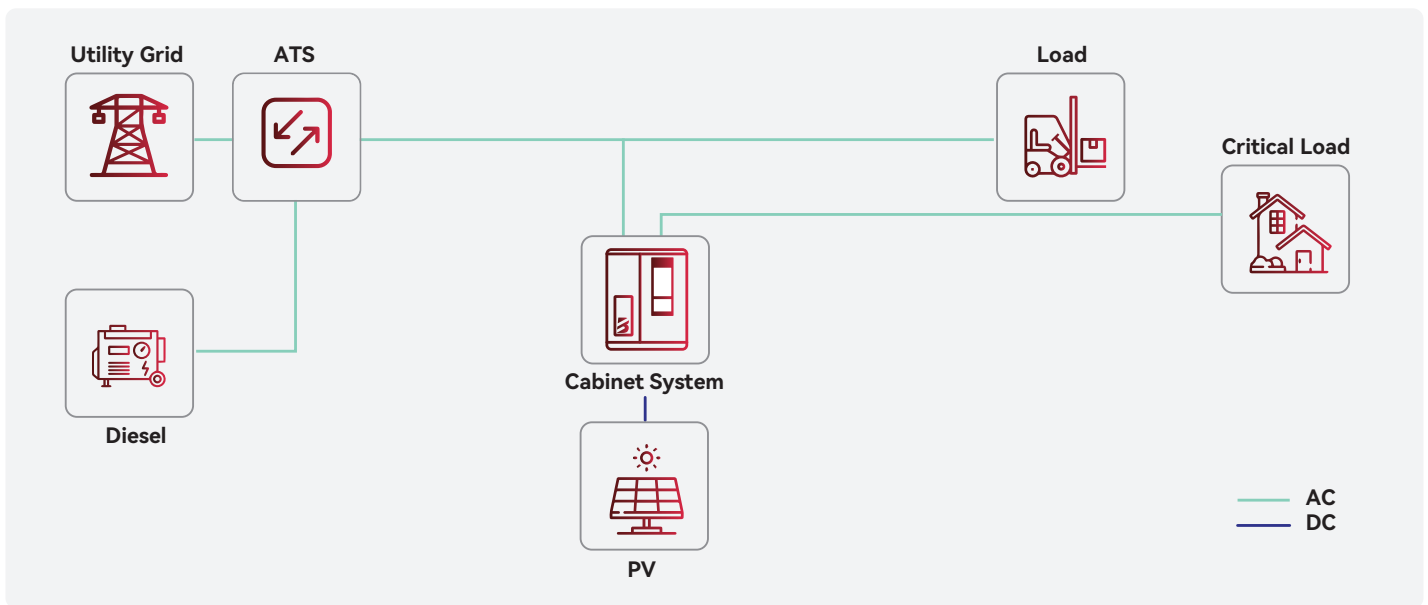 Utility Grid
ATS
Load
Critical Load
Cabinet System
Diesel
AC
DC
PV